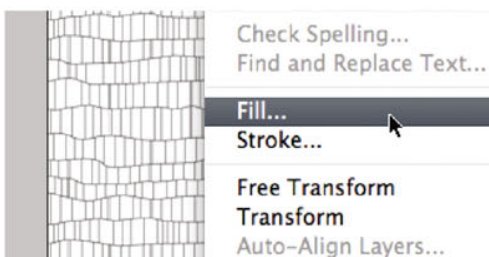 Check Spelling...
Find and Replace Text...
Fill...
Stroke...
Free Transform
Transform
Auto-Align Layers...